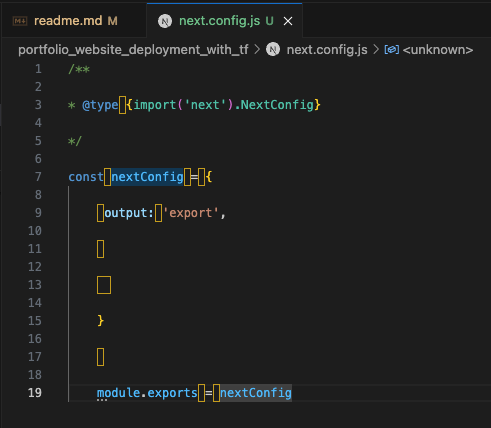 readme.md M
next.config.js U ×
portfolio_website_deployment_with_tf > next.config.js > <unknown>
1 /**
2
3 * @type {import('next').NextConfig}
4
5 */
6
7 const nextConfig = {
8
9 output: 'export',
10
11
12
13
14
15 }
16
17
18
19 module.exports = nextConfig